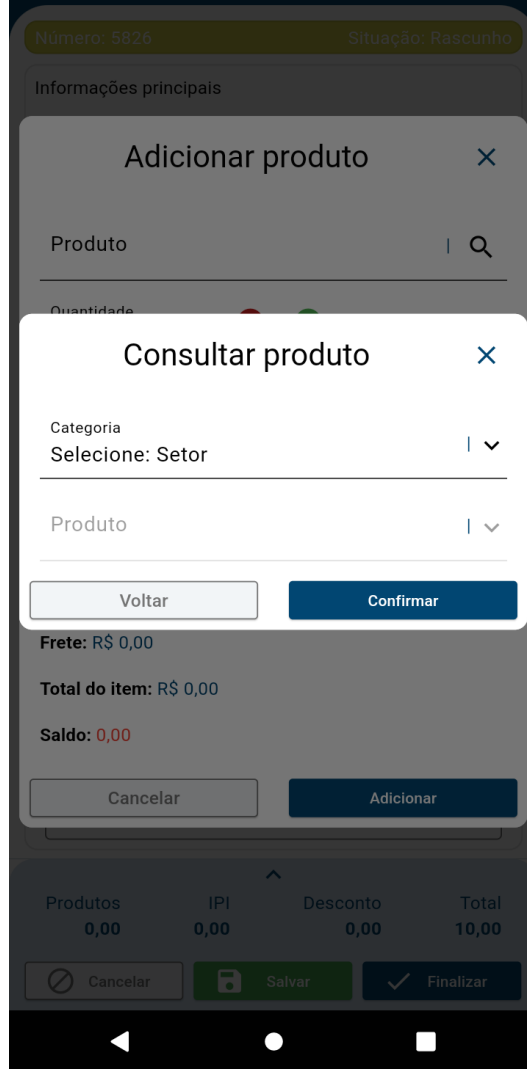 Número: 5826 Situação: Rascunho
Informações principais
Adicionar produto
Produto
Quantidade
Consultar produto
Categoria
Selecione: Setor
Produto
Voltar Confirmar
Frete: R$ 0,00
Total do item: R$ 0,00
Saldo: 0,00
Cancelar Adicionar
Produtos IPI Desconto Total
0,00 0,00 0,00 10,00
Cancelar Salvar Finalizar